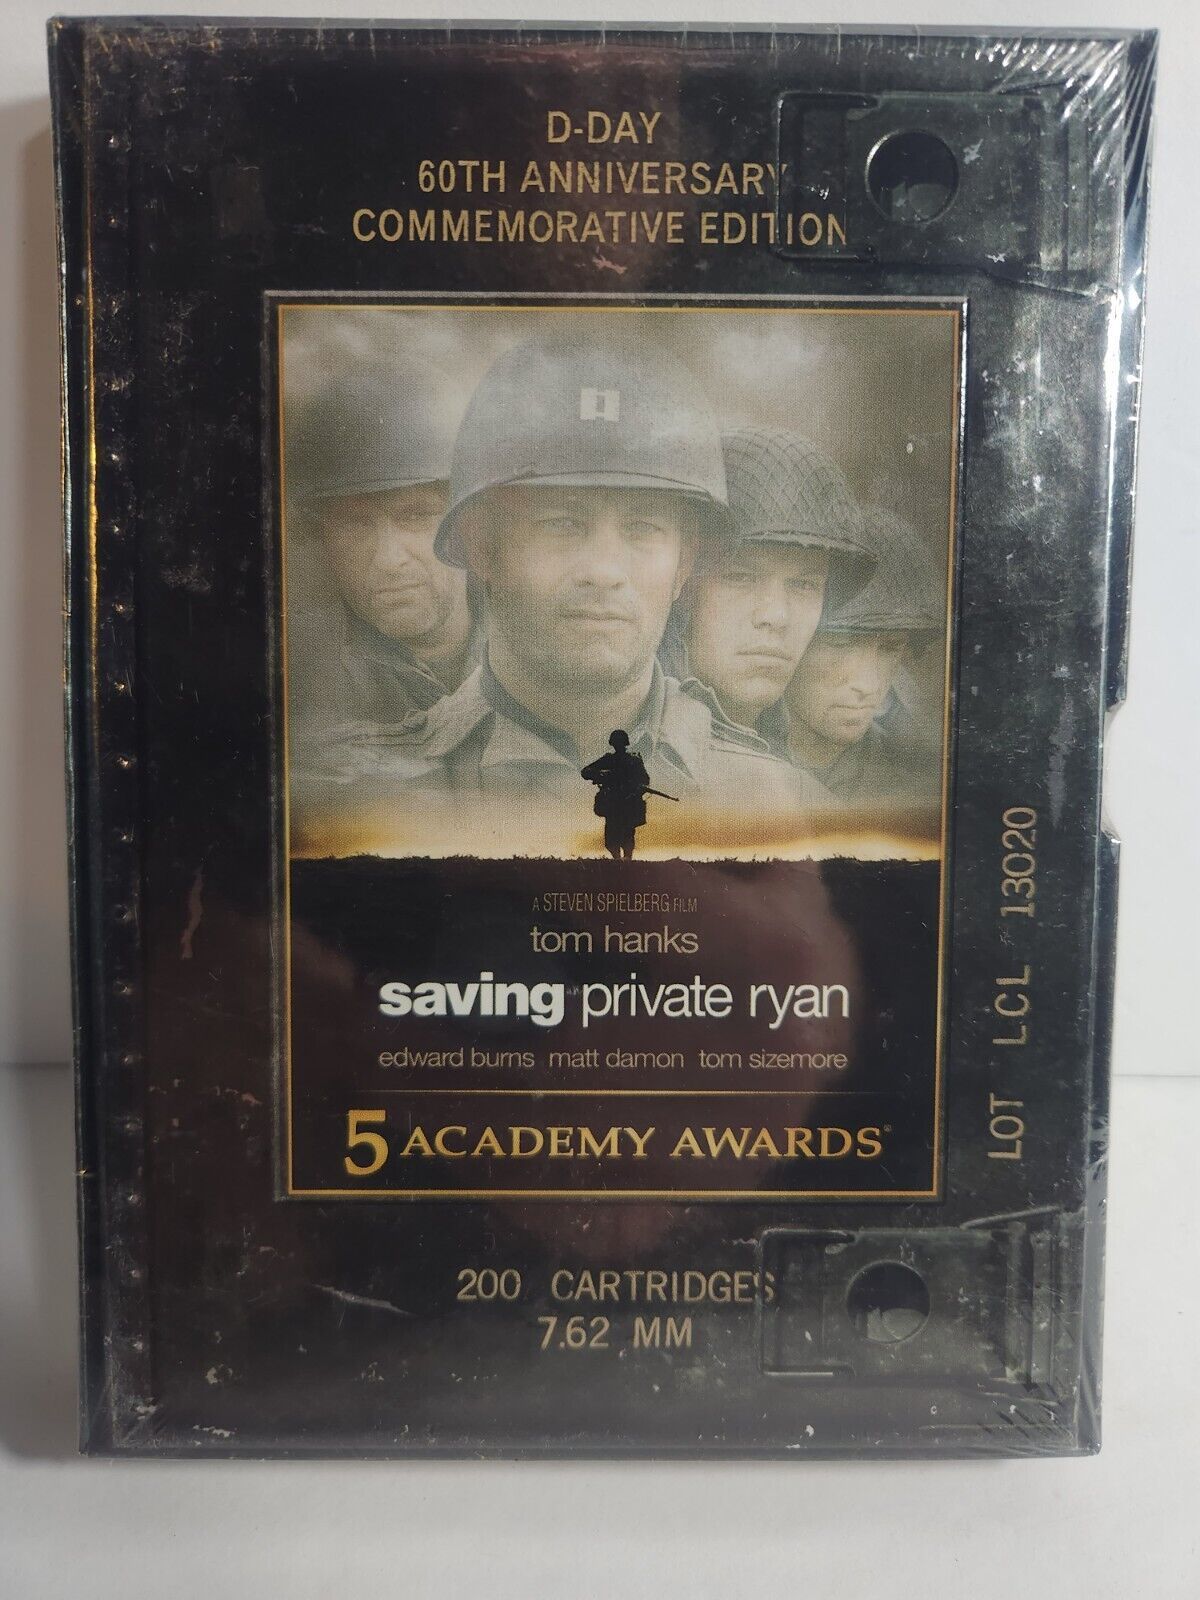 D-DAY
60TH ANNIVERSARY
COMMEMORATIVE EDITION
A STEVEN SPIELBERG FILM
tom hanks
saving private ryan
edward burns matt damon tom sizemore
5 ACADEMY AWARDS®
LOT LCL 13020
200 CARTRIDGES
7.62 MM